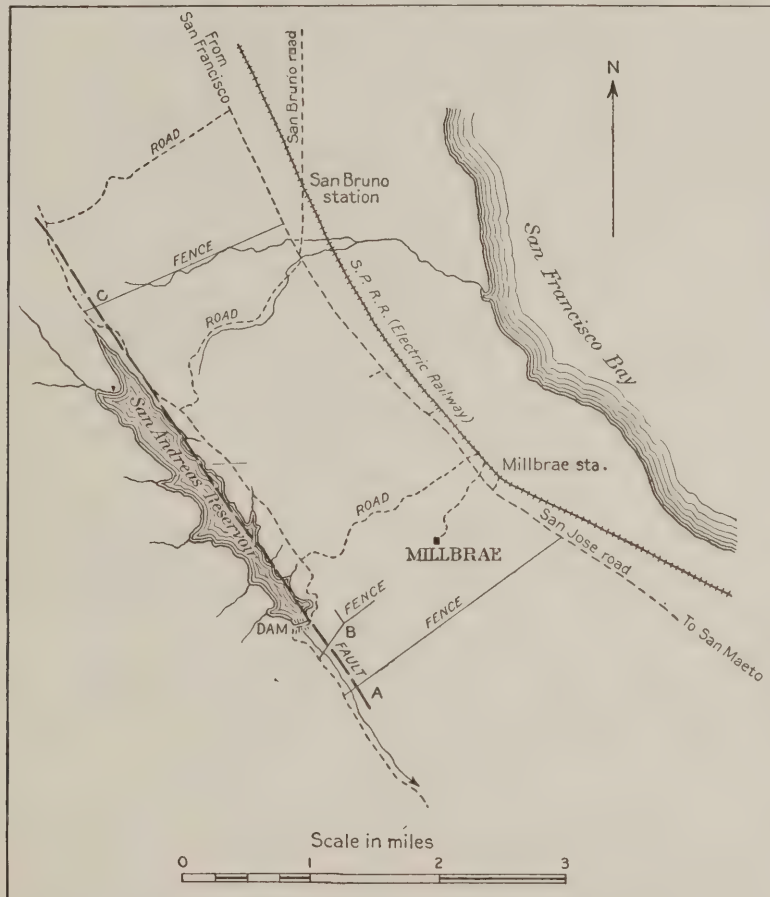 From
San Francisco
San Bruno road
N
ROAD
San Bruno
station
San Francisco Bay
FENCE
C
S. P. R. R. (Electric Railway)
ROAD
San Andreas Reservoir
Millbrae sta.
ROAD
San Jose road
MILLBRAE
FENCE
FENCE
B
DAM
FAULT
A
To San Maeto
Scale in miles
0 1 2 3